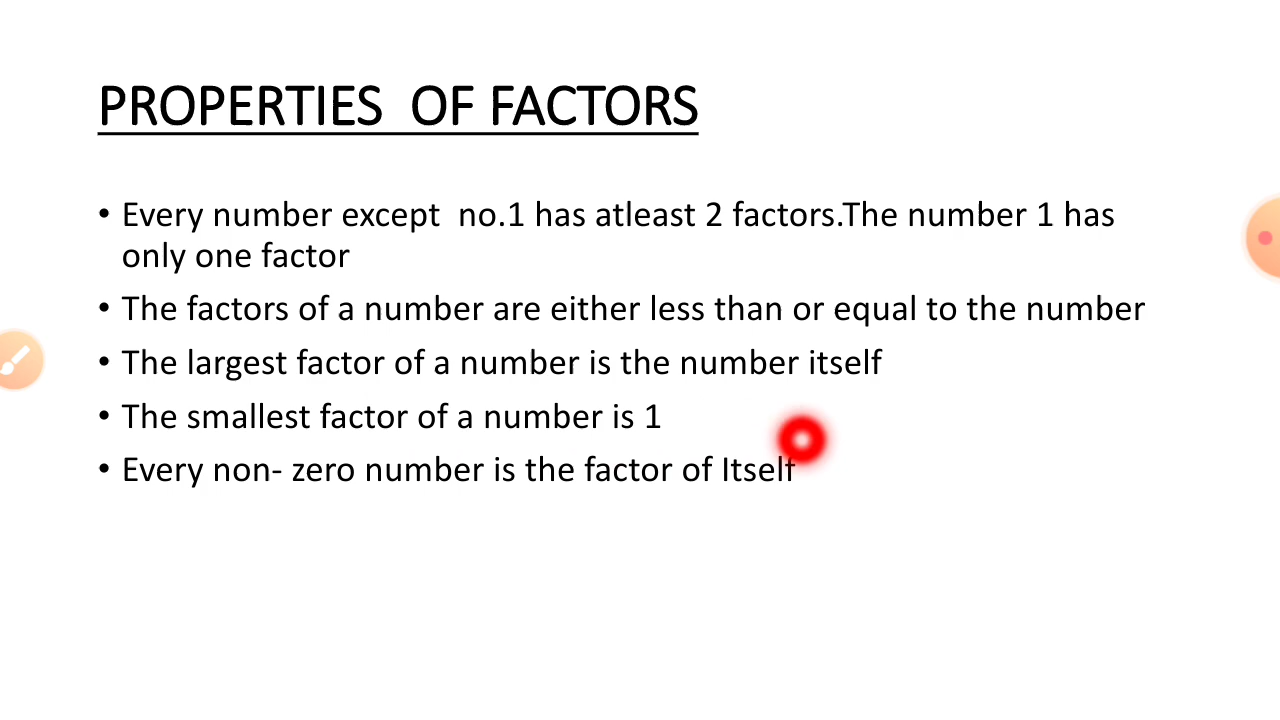 PROPERTIES  OF FACTORS
• Every number except  no.1 has atleast 2 factors.The number 1 has
only one factor
• The factors of a number are either less than or equal to the number
• The largest factor of a number is the number itself
• The smallest factor of a number is 1
• Every non- zero number is the factor of Itself